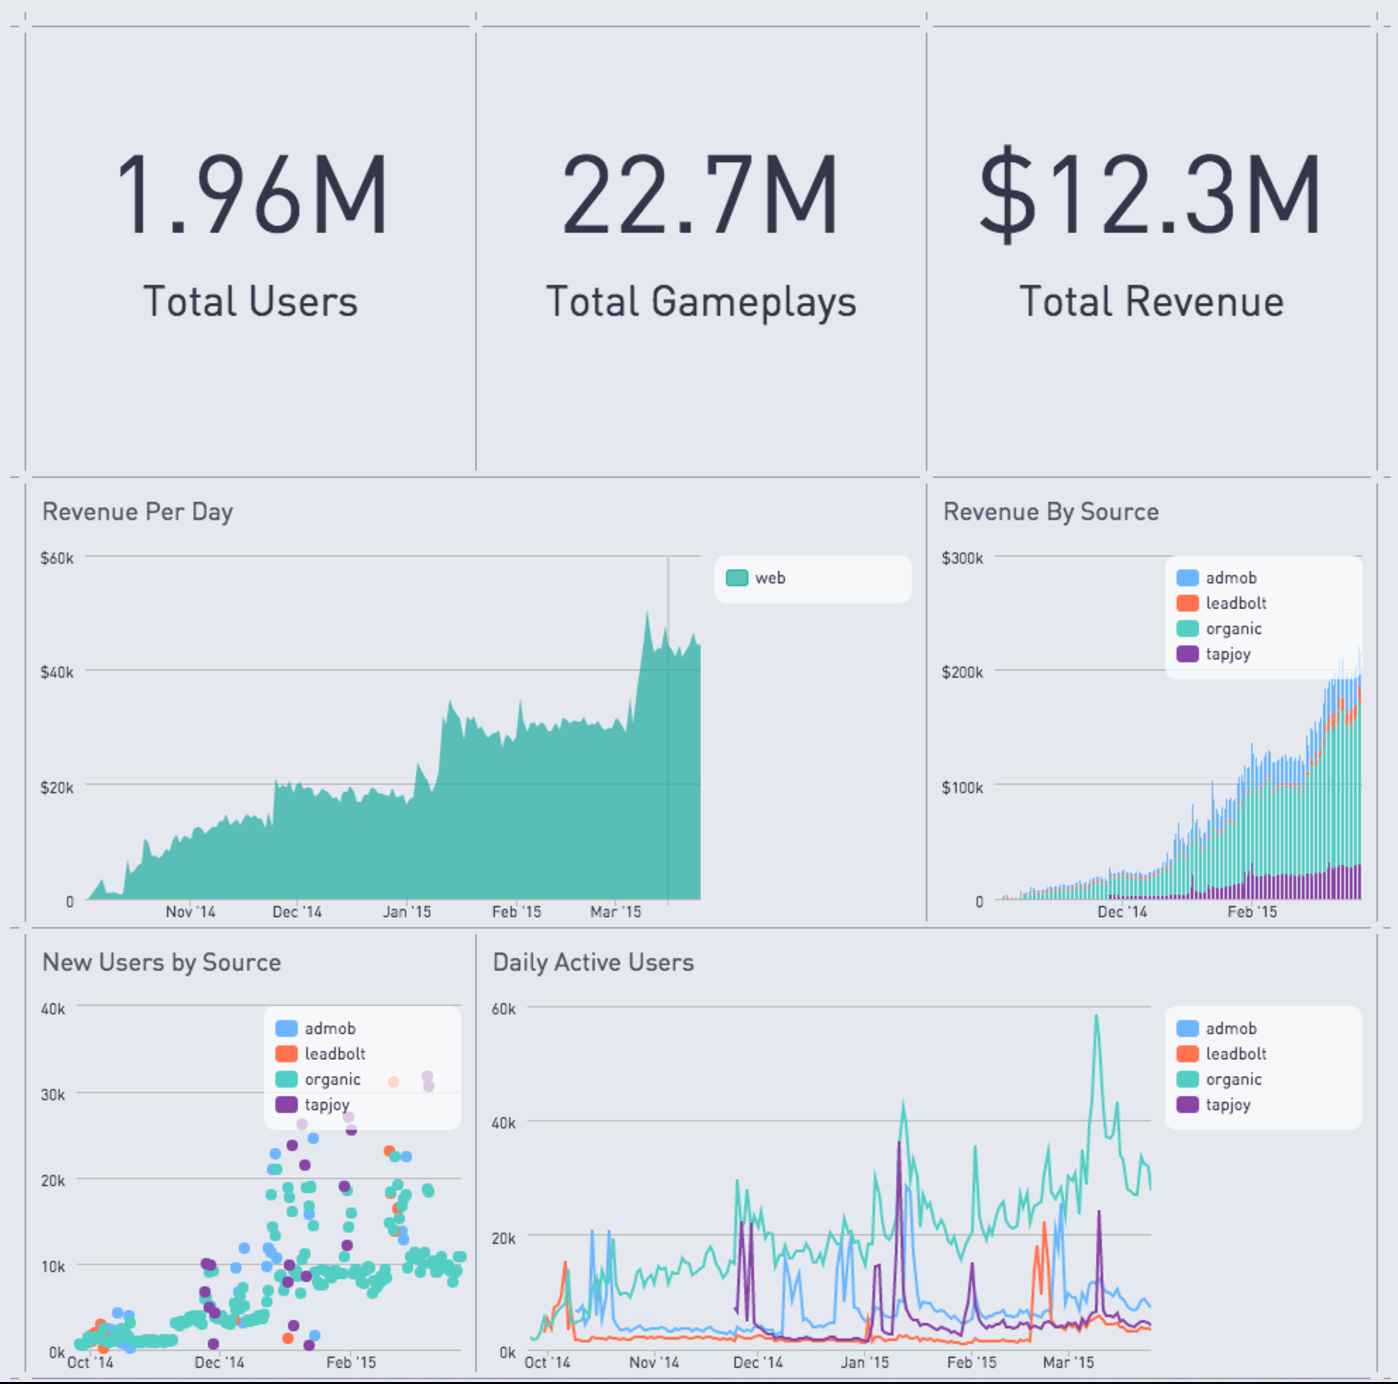 1.96M
Total Users
22.7M
Total Gameplays
$12.3M
Total Revenue
Revenue Per Day
$60k
$40k
$20k
0
Nov '14
Dec '14
Jan '15
Feb '15
Mar '15
web
Revenue By Source
$300k
$200k
$100k
0
Dec '14
Feb '15
admob
leadbolt
organic
tapjoy
New Users by Source
40k
30k
20k
10k
0k
Oct '14
Dec '14
Feb '15
admob
leadbolt
organic
tapjoy
Daily Active Users
60k
40k
20k
0k
Oct '14
Nov '14
Dec '14
Jan '15
Feb '15
Mar '15
admob
leadbolt
organic
tapjoy